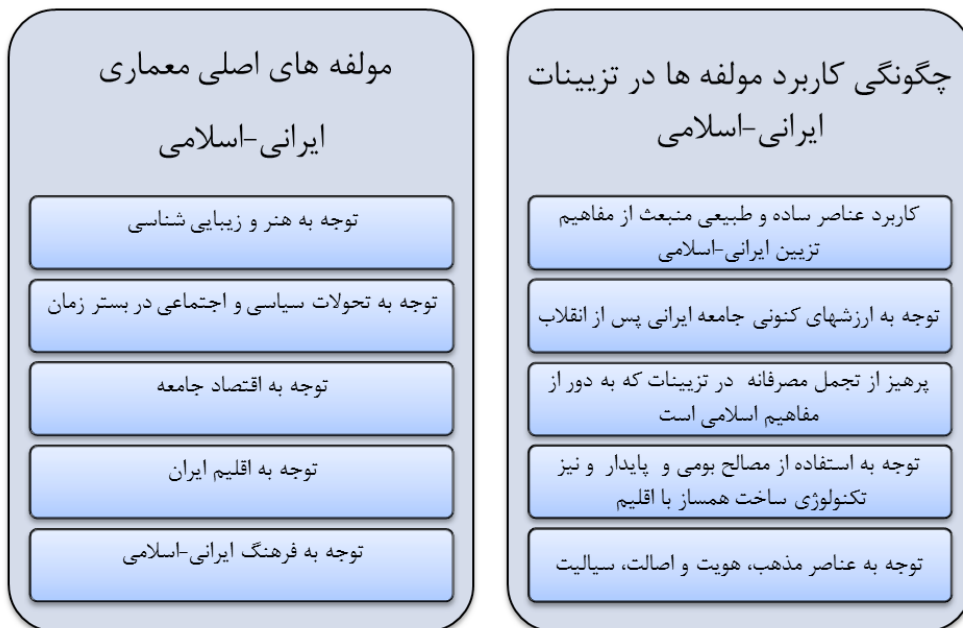 چگونگی کاربرد مولفه ها در تزیینات
ایرانی-اسلامی
کاربرد عناصر ساده و طبیعی منبعث از مفاهیم
تزیین ایرانی-اسلامی
توجه به ارزشهای کنونی جامعه ایرانی پس از انقلاب
پرهیز از تجمل مصرفانه در تزیینات که به دور از
مفاهیم اسلامی است
توجه به استفاده از مصالح بومی و پایدار و نیز
تکنولوژی ساخت همساز با اقلیم
توجه به عناصر مذهب، هویت و اصالت، سیالیت
مولفه های اصلی معماری
ایرانی-اسلامی
توجه به هنر و زیبایی شناسی
توجه به تحولات سیاسی و اجتماعی در بستر زمان
توجه به اقتصاد جامعه
توجه به اقلیم ایران
توجه به فرهنگ ایرانی-اسلامی